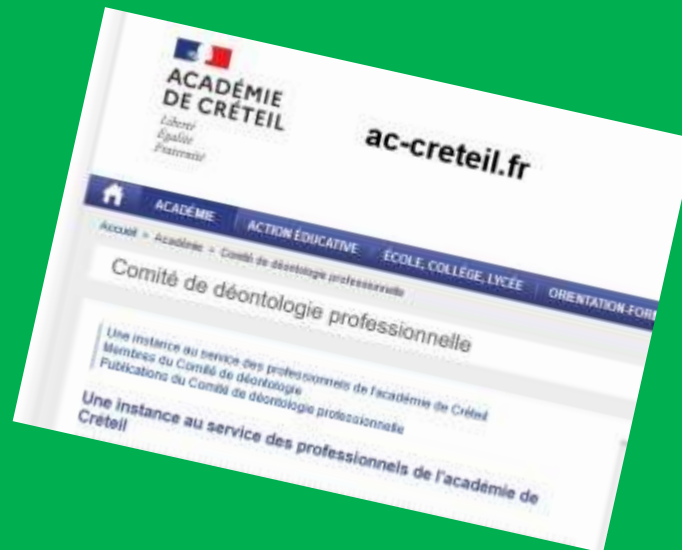 ACADÉMIE
DE CRÉTEIL
Liberté
Égalité
Fraternité
ac-creteil.fr
ACADÉMIE ACTION ÉDUCATIVE ÉCOLE, COLLÈGE, LYCÉE ORIENTATION-FOR
Accueil > Académie > Comité de déontologie professionnelle
Comité de déontologie professionnelle
Une instance au service des professionnels de l'académie de Créteil
Membres du Comité de déontologie
Publications du Comité de déontologie professionnelle
Une instance au service des professionnels de l'académie de
Créteil